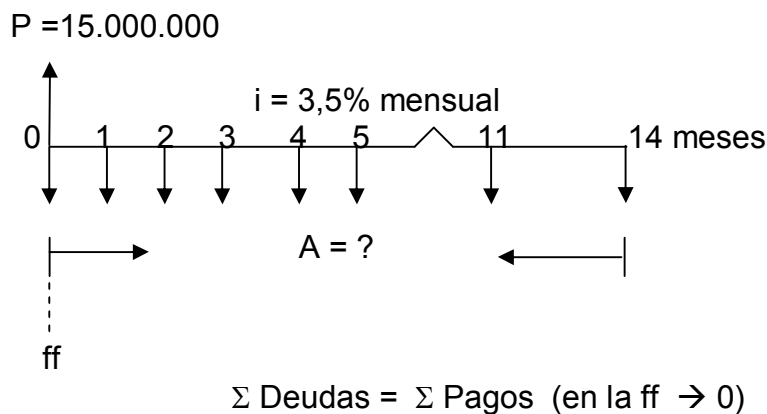 P =15.000.000
i = 3,5% mensual
0 1 2 3 4 5 11 14 meses
A = ?
ff
Σ Deudas = Σ Pagos (en la ff → 0)